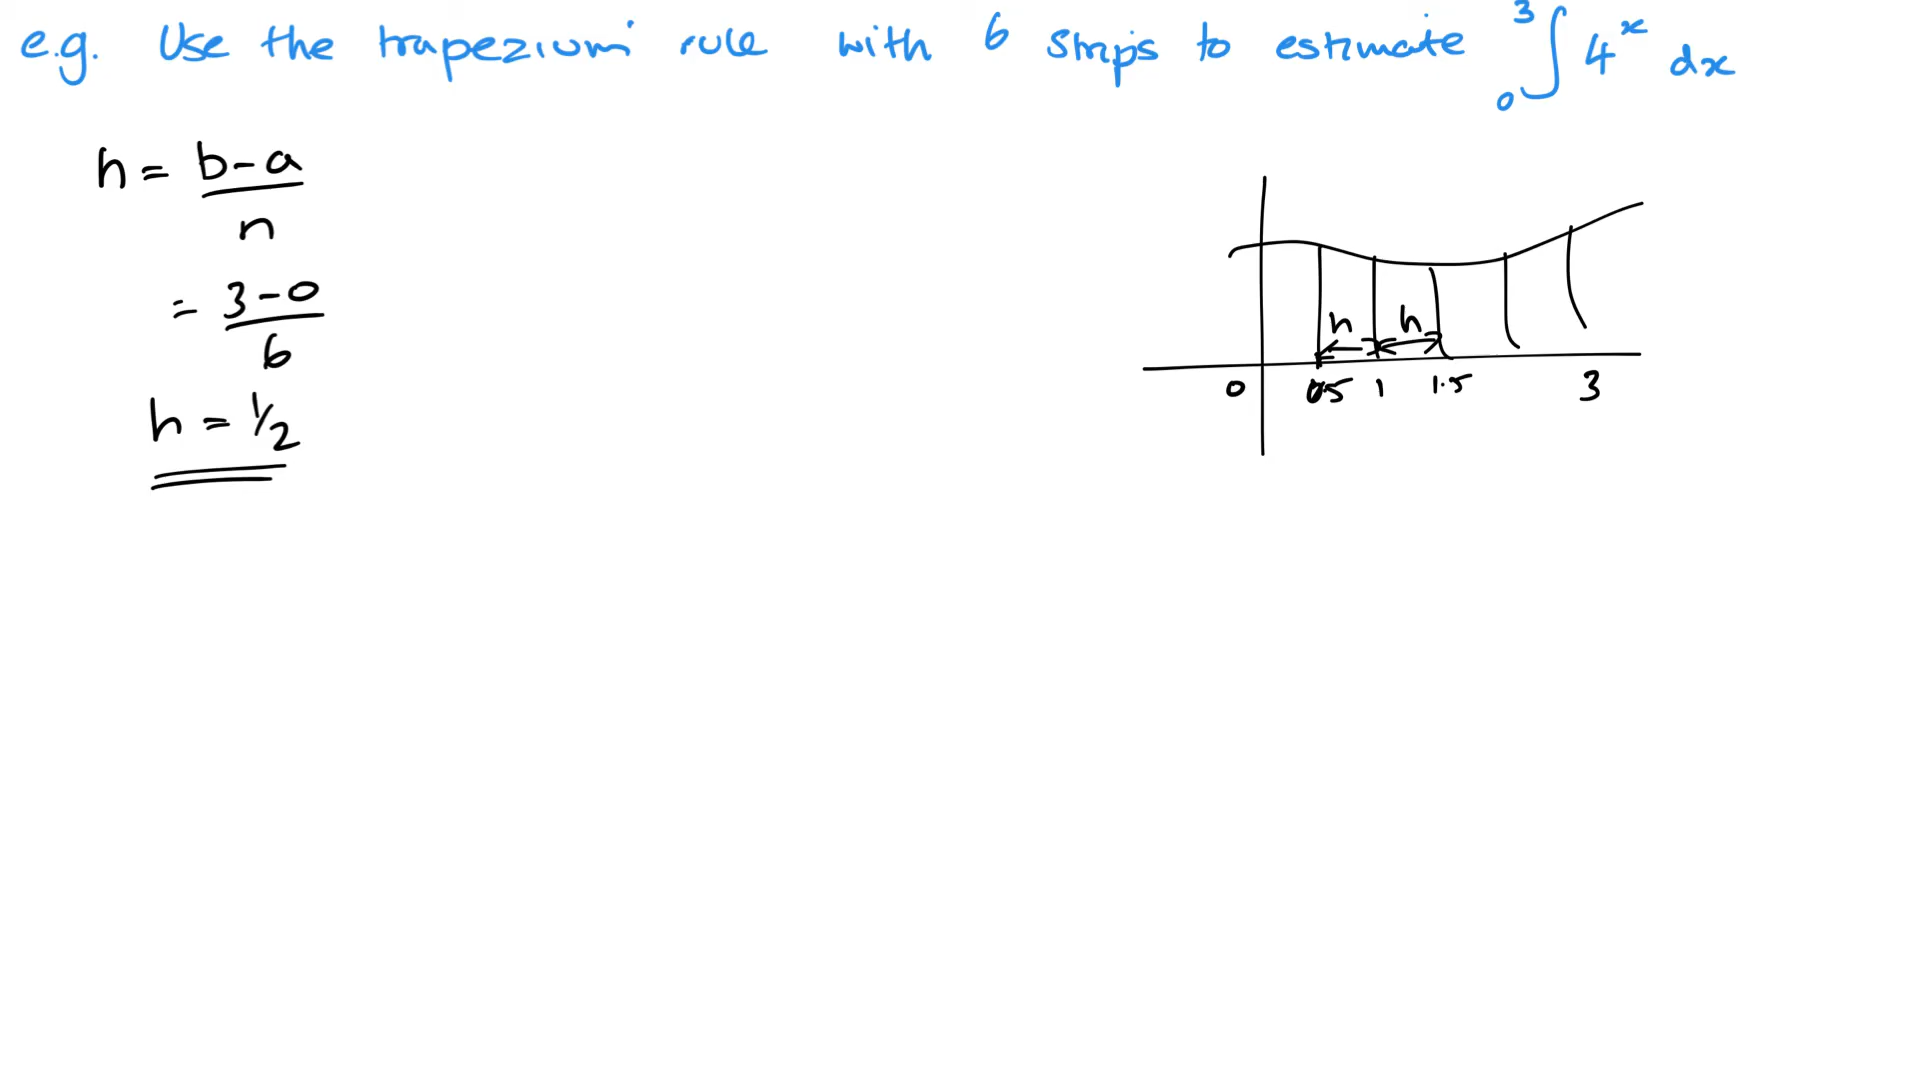 e.g. Use the trapezium rule with 6 strips to estimate ₀³∫ 4ˣ dx
h = b-a
n
= 3-0
6
h = 1/2
h h
0 0.5 1 1.5 3